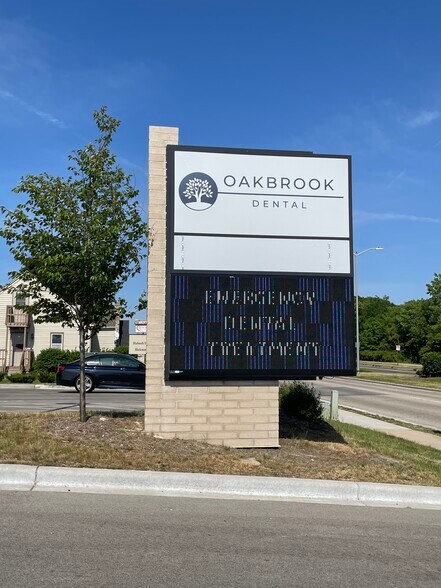 OAKBROOK
DENTAL
EMERGENCY
DENTAL
TREATMENT